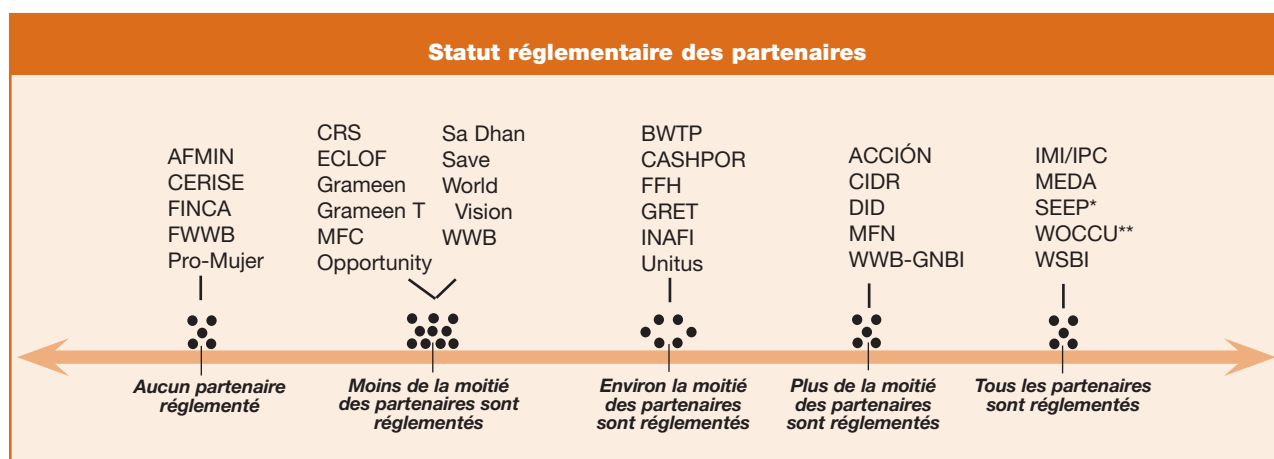 Statut réglementaire des partenaires
AFMIN
CERISE
FINCA
FWWB
Pro-Mujer
CRS
ECLOF
Grameen
Grameen T
MFC
Opportunity
Sa Dhan
Save
World
Vision
WWB
BWTP
CASHPOR
FFH
GRET
INAFI
Unitus
ACCIÓN
CIDR
DID
MFN
WWB-GNBI
IMI/IPC
MEDA
SEEP*
WOCCU**
WSBI
Aucun partenaire
réglementé
Moins de la moitié
des partenaires sont
réglementés
Environ la moitié
des partenaires
sont réglementés
Plus de la moitié
des partenaires
sont réglementés
Tous les partenaires
sont réglementés